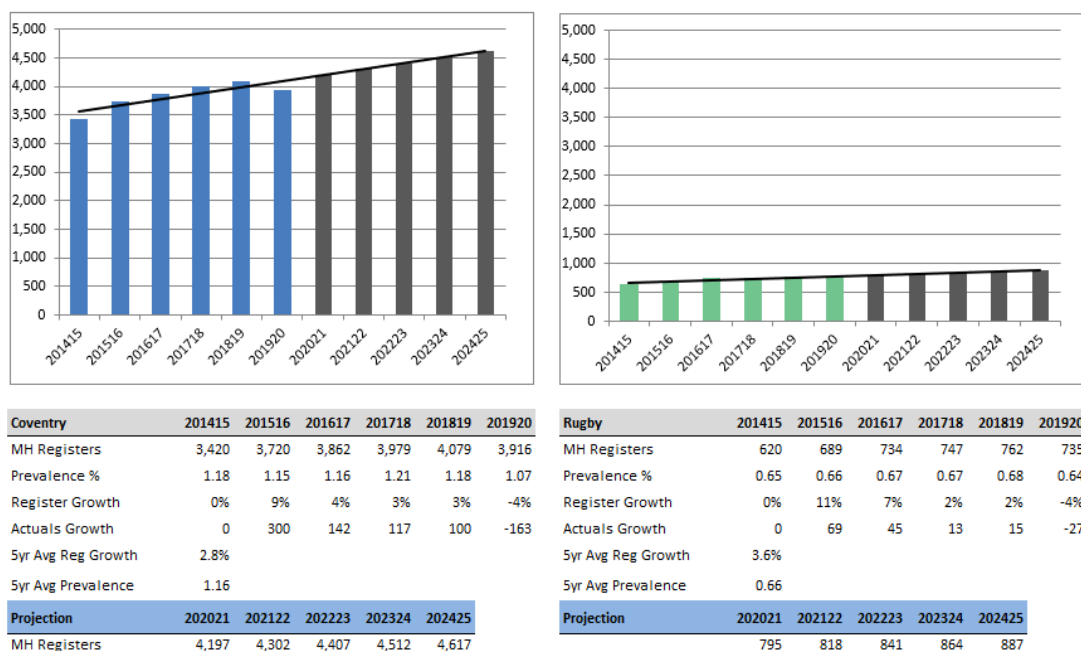 5,000
4,500
4,000
3,500
3,000
2,500
2,000
1,500
1,000
500
0
201415 201516 201617 201718 201819 201920 202021 202122 202223 202324 202425
5,000
4,500
4,000
3,500
3,000
2,500
2,000
1,500
1,000
500
0
201415 201516 201617 201718 201819 201920 202021 202122 202223 202324 202425
Coventry 201415 201516 201617 201718 201819 201920
MH Registers 3,420 3,720 3,862 3,979 4,079 3,916
Prevalence % 1.18 1.15 1.16 1.21 1.18 1.07
Register Growth 0% 9% 4% 3% 3% -4%
Actuals Growth 0 300 142 117 100 -163
5yr Avg Reg Growth 2.8%
5yr Avg Prevalence 1.16
Projection 202021 202122 202223 202324 202425
MH Registers 4,197 4,302 4,407 4,512 4,617
Rugby 201415 201516 201617 201718 201819 201920
MH Registers 620 689 734 747 762 735
Prevalence % 0.65 0.66 0.67 0.67 0.68 0.64
Register Growth 0% 11% 7% 2% 2% -4%
Actuals Growth 0 69 45 13 15 -27
5yr Avg Reg Growth 3.6%
5yr Avg Prevalence 0.66
Projection 202021 202122 202223 202324 202425
795 818 841 864 887